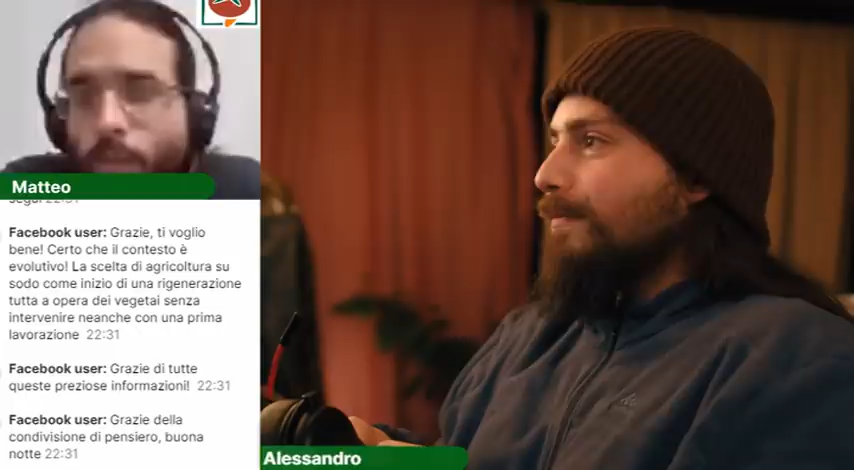 Matteo
22:31
Facebook user: Grazie, ti voglio
bene! Certo che il contesto è
evolutivo! La scelta di agricoltura su
sodo come inizio di una rigenerazione
tutta a opera dei vegetai senza
intervenire neanche con una prima
lavorazione 22:31
Facebook user: Grazie di tutte
queste preziose informazioni! 22:31
Facebook user: Grazie della
condivisione di pensiero, buona
notte 22:31
Alessandro